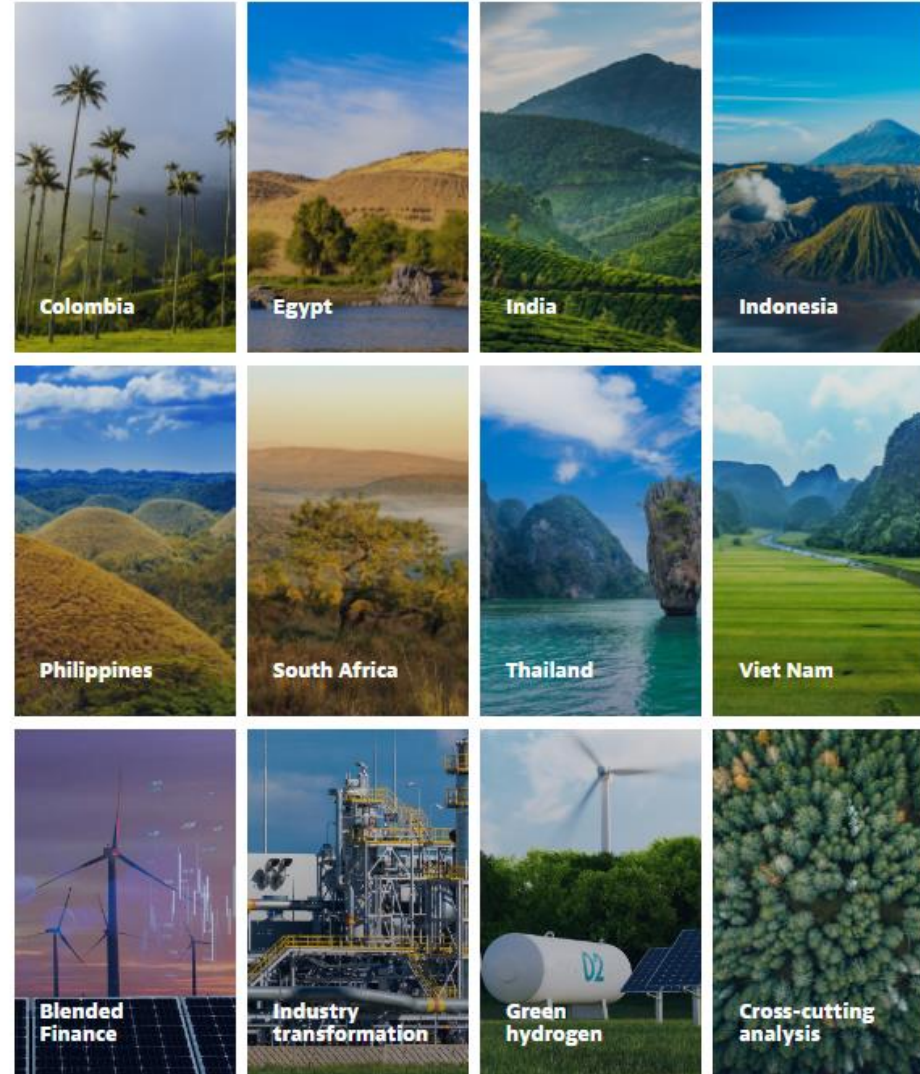 Colombia
Egypt
India
Indonesia
Philippines
South Africa
Thailand
Viet Nam
Blended
Finance
Industry
transformation
Green
hydrogen
Cross-cutting
analysis
D2